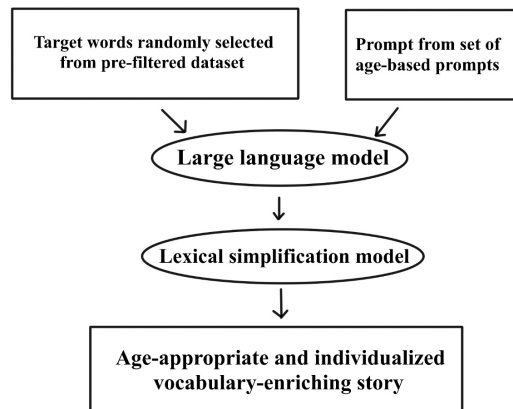 Target words randomly selected
from pre-filtered dataset
Prompt from set of
age-based prompts
Large language model
Lexical simplification model
Age-appropriate and individualized
vocabulary-enriching story